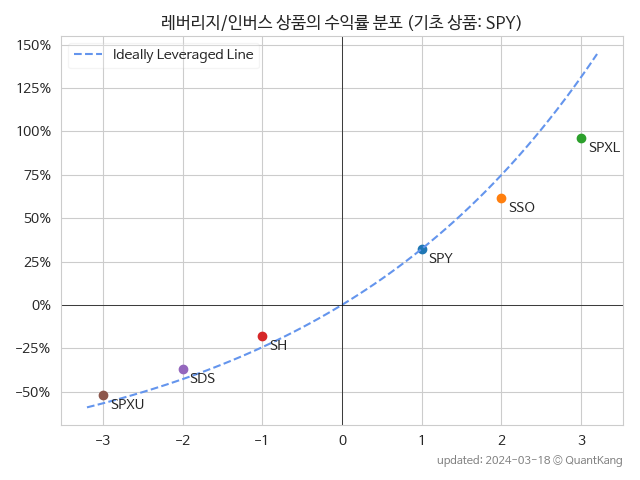 레버리지/인버스 상품의 수익률 분포 (기초 상품: SPY)
150%
Ideally Leveraged Line
125%
100%
SPXL
75%
SSO
50%
SPY
25%
0%
SH
−25%
SDS
−50%
SPXU
−3 −2 −1 0 1 2 3
updated: 2024-03-18 © QuantKang